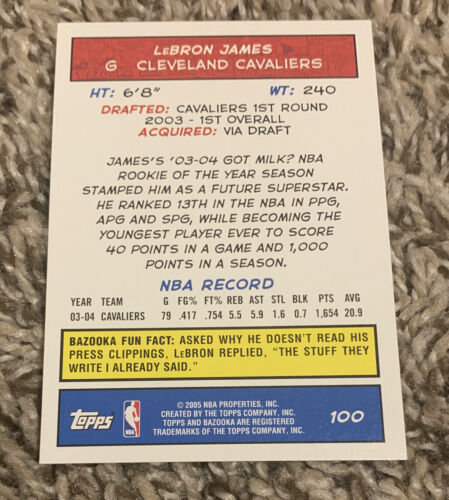 LeBRON JAMES
G CLEVELAND CAVALIERS
HT: 6'8" WT: 240
DRAFTED: CAVALIERS 1ST ROUND
2003 - 1ST OVERALL
ACQUIRED: VIA DRAFT
JAMES'S '03-04 GOT MILK? NBA
ROOKIE OF THE YEAR SEASON
STAMPED HIM AS A FUTURE SUPERSTAR.
HE RANKED 13TH IN THE NBA IN PPG,
APG AND SPG, WHILE BECOMING THE
YOUNGEST PLAYER EVER TO SCORE
40 POINTS IN A GAME AND 1,000
POINTS IN A SEASON.
NBA RECORD
YEAR TEAM G FG% FT% REB AST STL BLK PTS AVG
03-04 CAVALIERS 79 .417 .754 5.5 5.9 1.6 0.7 1,654 20.9
BAZOOKA FUN FACT: ASKED WHY HE DOESN'T READ HIS
PRESS CLIPPINGS, LeBRON REPLIED, "THE STUFF THEY
WRITE I ALREADY SAID."
Topps NBA
© 2005 NBA PROPERTIES, INC.
CREATED BY THE TOPPS COMPANY, INC.
TOPPS AND BAZOOKA ARE REGISTERED
TRADEMARKS OF THE TOPPS COMPANY, INC.
100